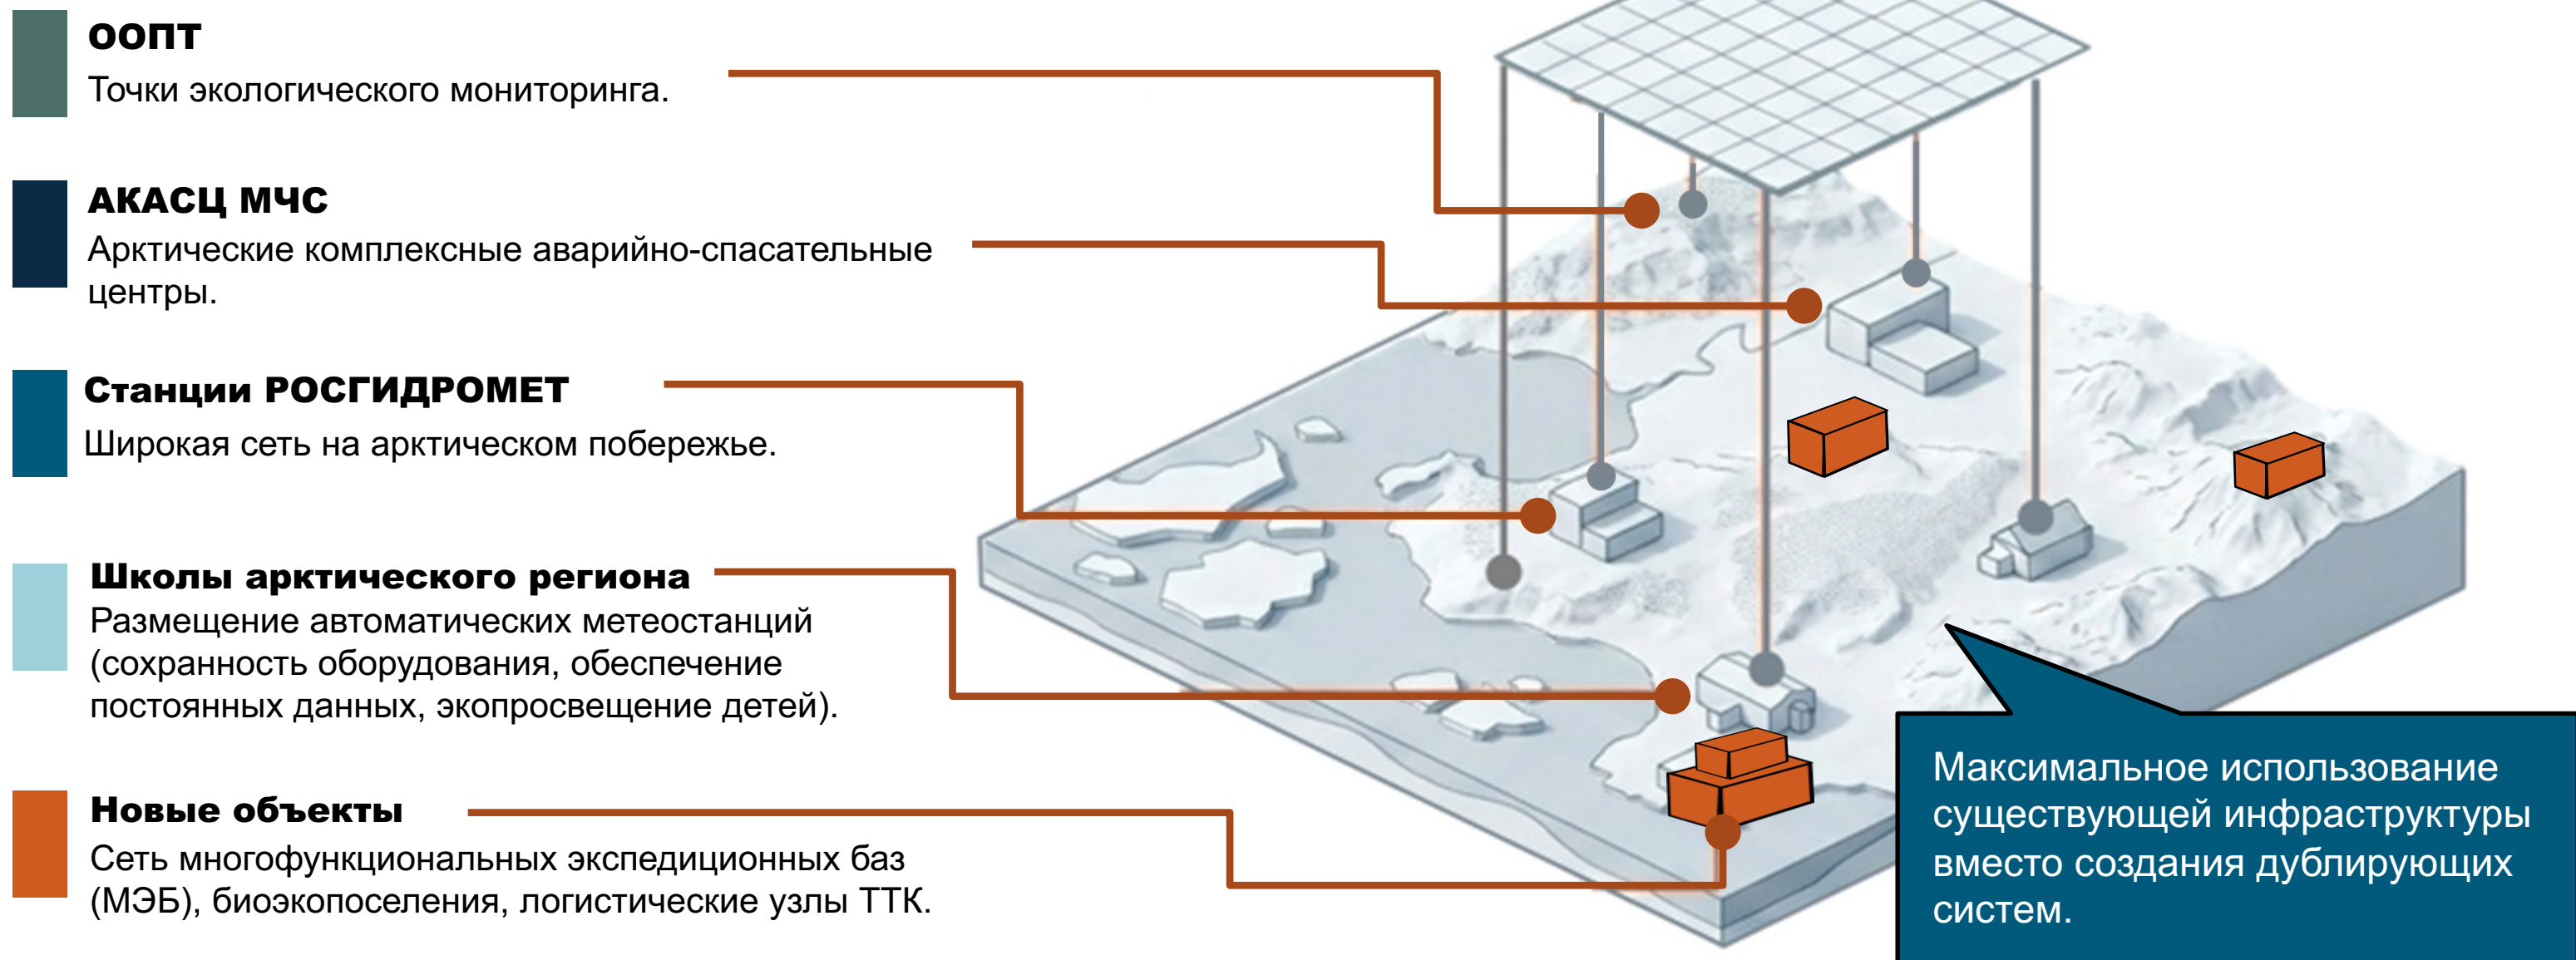 ООПТ
Точки экологического мониторинга.
АКАСЦ МЧС
Арктические комплексные аварийно-спасательные
центры.
Станции РОСГИДРОМЕТ
Широкая сеть на арктическом побережье.
Школы арктического региона
Размещение автоматических метеостанций
(сохранность оборудования, обеспечение
постоянных данных, экопросвещение детей).
Новые объекты
Сеть многофункциональных экспедиционных баз
(МЭБ), биоэкопоселения, логистические узлы ТТК.
Максимальное использование
существующей инфраструктуры
вместо создания дублирующих
систем.